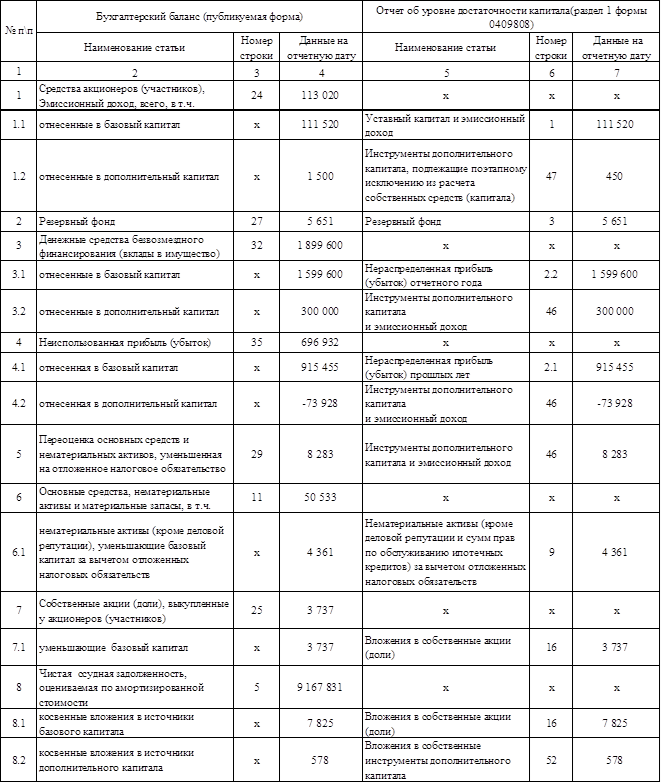 № п\п
Бухгалтерский баланс (публикуемая форма)
Отчет об уровне достаточости капитала(раздел 1 формы
0409808)
Наименование статьи
Номер
строки
Данные на
отчетную дату
Наименование статьи
Номер
строки
Данные на
отчетную дату
1 2 3 4 5 6 7
1
Средства акционеров (участников),
Эмиссионный доход, всего, в т.ч.
24 113 020 х х х
1.1 отнесенные в базовый капитал х 111 520
Уставный капитал и эмиссионный
доход
1 111 520
1.2 отнесенные в дополнительный капитал х 1 500
Инструменты дополнительного
капитала, подлежащие поэтапному
исключению из расчета
собственных средств (капитала)
47 450
2 Резервный фонд 27 5 651 Резервный фонд 3 5 651
3
Денежные средства безвозмездного
финансирования (вклады в имущество)
32 1 899 600 х х х
3.1 отнесенные в базовый капитал х 1 599 600
Нераспределенная прибыль
(убыток) отчетного года
2.2 1 599 600
3.2 отнесенные в дополнительный капитал х 300 000
Инструменты дополнительного
капитала
и эмиссионный доход
46 300 000
4 Неиспользованная прибыль (убыток) 35 696 932 х х х
4.1 отнесенная в базовый капитал х 915 455
Нераспределенная прибыль
(убыток) прошлых лет
2.1 915 455
4.2 отнесенная в дополнительный капитал х -73 928
Инструменты дополнительного
капитала
и эмиссионный доход
46 -73 928
5
Переоценка основных средств и
нематериальных активов, уменьшенная
на отложенное налоговое обязательство
29 8 283
Инструменты дополнительного
капитала и эмиссионный доход
46 8 283
6
Основные средства, нематериальные
активы и материальные запасы, в т.ч.
11 50 533 х х х
6.1
нематериальные активы (кроме деловой
репутации), уменьшающие базовый
капитал за вычетом отложенных
налоговых обязательств
х 4 361
Нематериальные активы (кроме
деловой репутации и сумм прав
по обслуживанию ипотечных
кредитов) за вычетом отложенных
налоговых обязательств
9 4 361
7
Собственные акции (доли), выкупленные
у акционеров (участников)
25 3 737 х х х
7.1 уменьшающие базовый капитал х 3 737
Вложения в собственные акции
(доли)
16 3 737
8
Чистая ссудная задолженность,
оцениваемая по амортизированной
стоимости
5 9 167 831 х х х
8.1
косвенные вложения в источники
базового капитала
х 7 825
Вложения в собственные акции
(доли)
16 7 825
8.2
косвенные вложения в источники
дополнительного капитала
х 578
Вложения в собственные
инструменты дополнительного
капитала
52 578